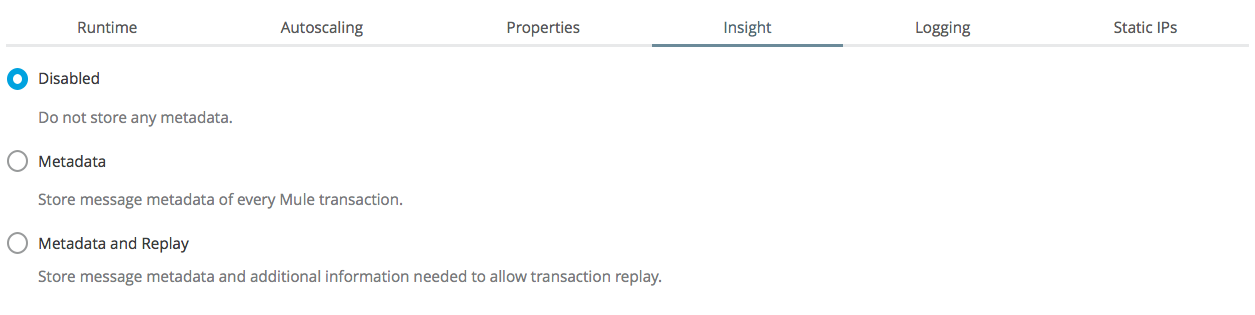 Runtime Autoscaling Properties Insight Logging Static IPs
Disabled
Do not store any metadata.
Metadata
Store message metadata of every Mule transaction.
Metadata and Replay
Store message metadata and additional information needed to allow transaction replay.